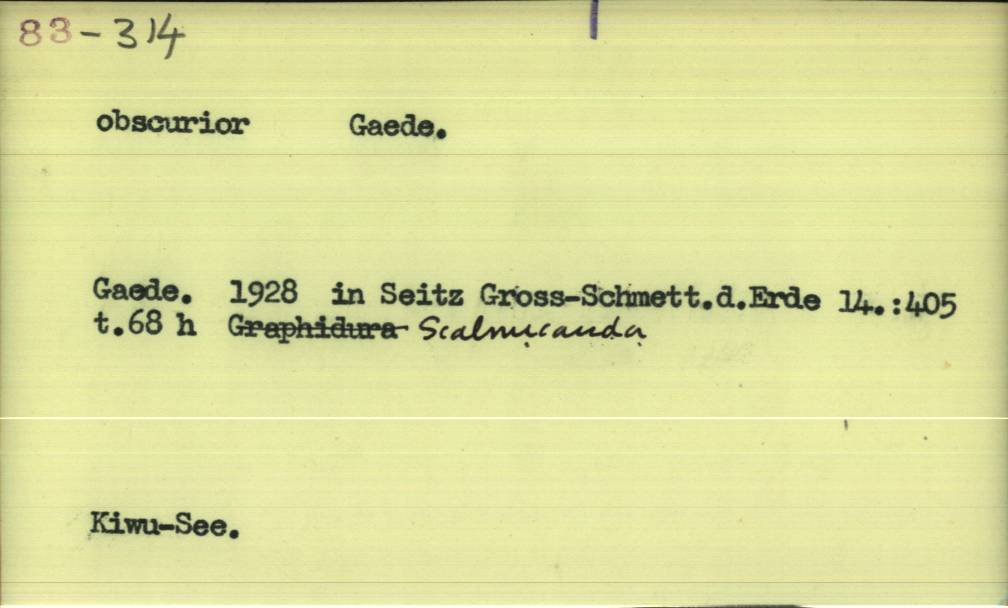 83-314
obscurior Gaede.
Gaede. 1928 in Seitz Gross-Schmett.d.Erde 14.:405
t.68 h Graphidura Scalmicauda
Kiwu-See.